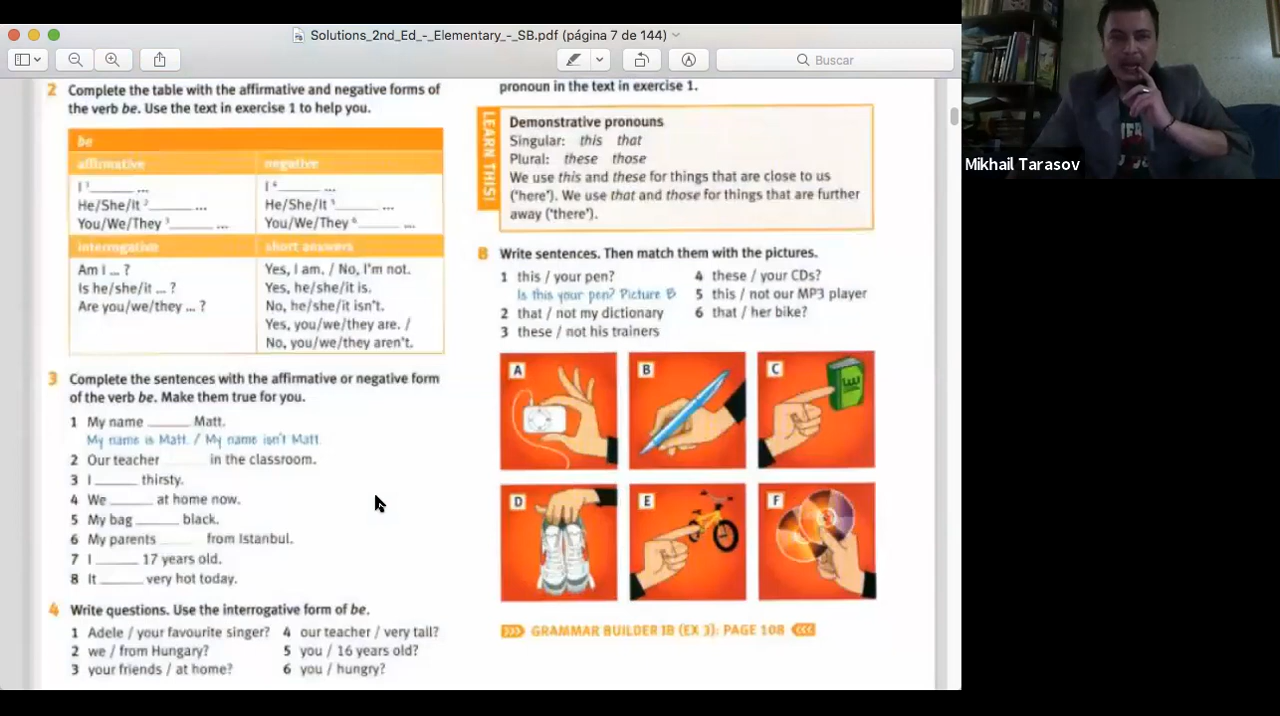 Solutions_2nd_Ed_-_Elementary_-_SB.pdf (página 7 de 144)
Buscar
2 Complete the table with the affirmative and negative forms of
the verb be. Use the text in exercise 1 to help you.
be
affirmative negative
I 1______ ... I 4______ ...
He/She/It 2______ ... He/She/It 5______ ...
You/We/They 3______ ... You/We/They 6______ ...
interrogative short answers
Am I ... ? Yes, I am. / No, I'm not.
Is he/she/it ... ? Yes, he/she/it is.
Are you/we/they ... ? No, he/she/it isn't.
Yes, you/we/they are. /
No, you/we/they aren't.
3 Complete the sentences with the affirmative or negative form
of the verb be. Make them true for you.
1 My name ______ Matt.
My name is Matt. / My name isn't Matt.
2 Our teacher ______ in the classroom.
3 I ______ thirsty.
4 We ______ at home now.
5 My bag ______ black.
6 My parents ______ from Istanbul.
7 I ______ 17 years old.
8 It ______ very hot today.
4 Write questions. Use the interrogative form of be.
1 Adele / your favourite singer?
2 we / from Hungary?
3 your friends / at home?
4 our teacher / very tall?
5 you / 16 years old?
6 you / hungry?
pronoun in the text in exercise 1.
LEARN THIS!
Demonstrative pronouns
Singular: this that
Plural: these those
We use this and these for things that are close to us
('here'). We use that and those for things that are further
away ('there').
8 Write sentences. Then match them with the pictures.
1 this / your pen?
Is this your pen? Picture B
2 that / not my dictionary
3 these / not his trainers
4 these / your CDs?
5 this / not our MP3 player
6 that / her bike?
A
B
C
D
E
F
GRAMMAR BUILDER 1B (EX 3): PAGE 108
Mikhail Tarasov